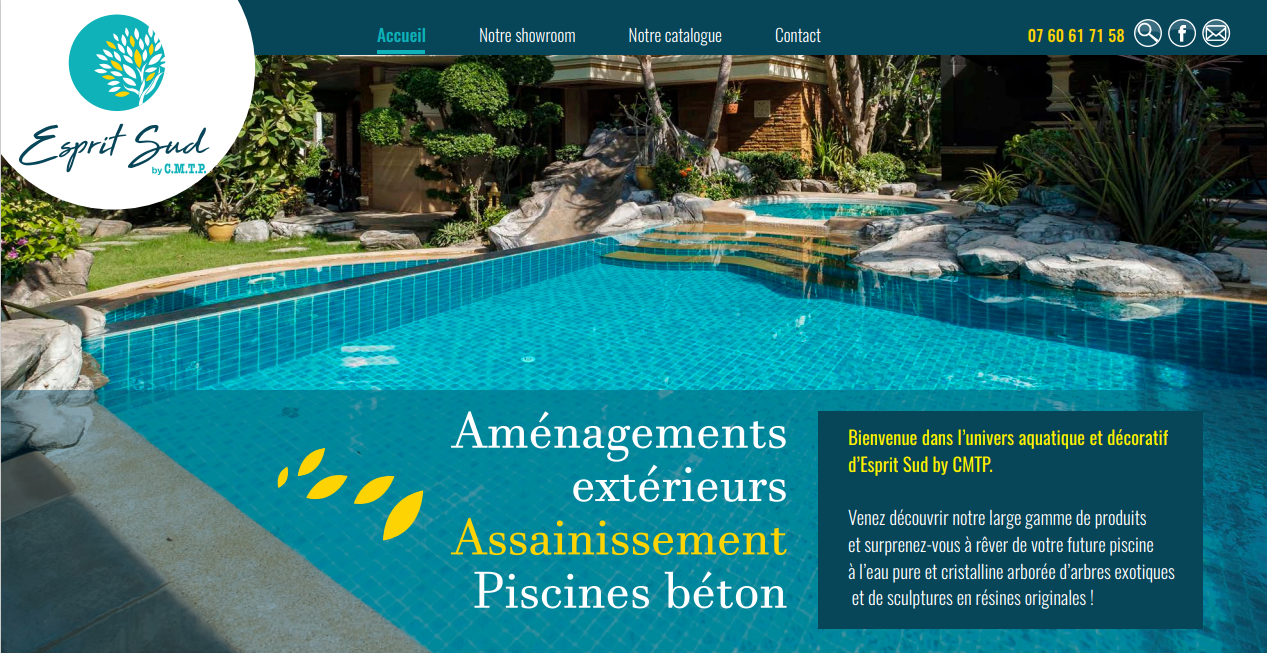 Accueil
Notre showroom
Notre catalogue
Contact
07 60 61 71 58
Esprit Sud
by C.M.T.P.
Aménagements
extérieurs
Assainissement
Piscines béton
Bienvenue dans l'univers aquatique et décoratif
d'Esprit Sud by CMTP.
Venez découvrir notre large gamme de produits
et surprenez-vous à rêver de votre future piscine
à l'eau pure et cristalline arborée d'arbres exotiques
et de sculptures en résines originales !